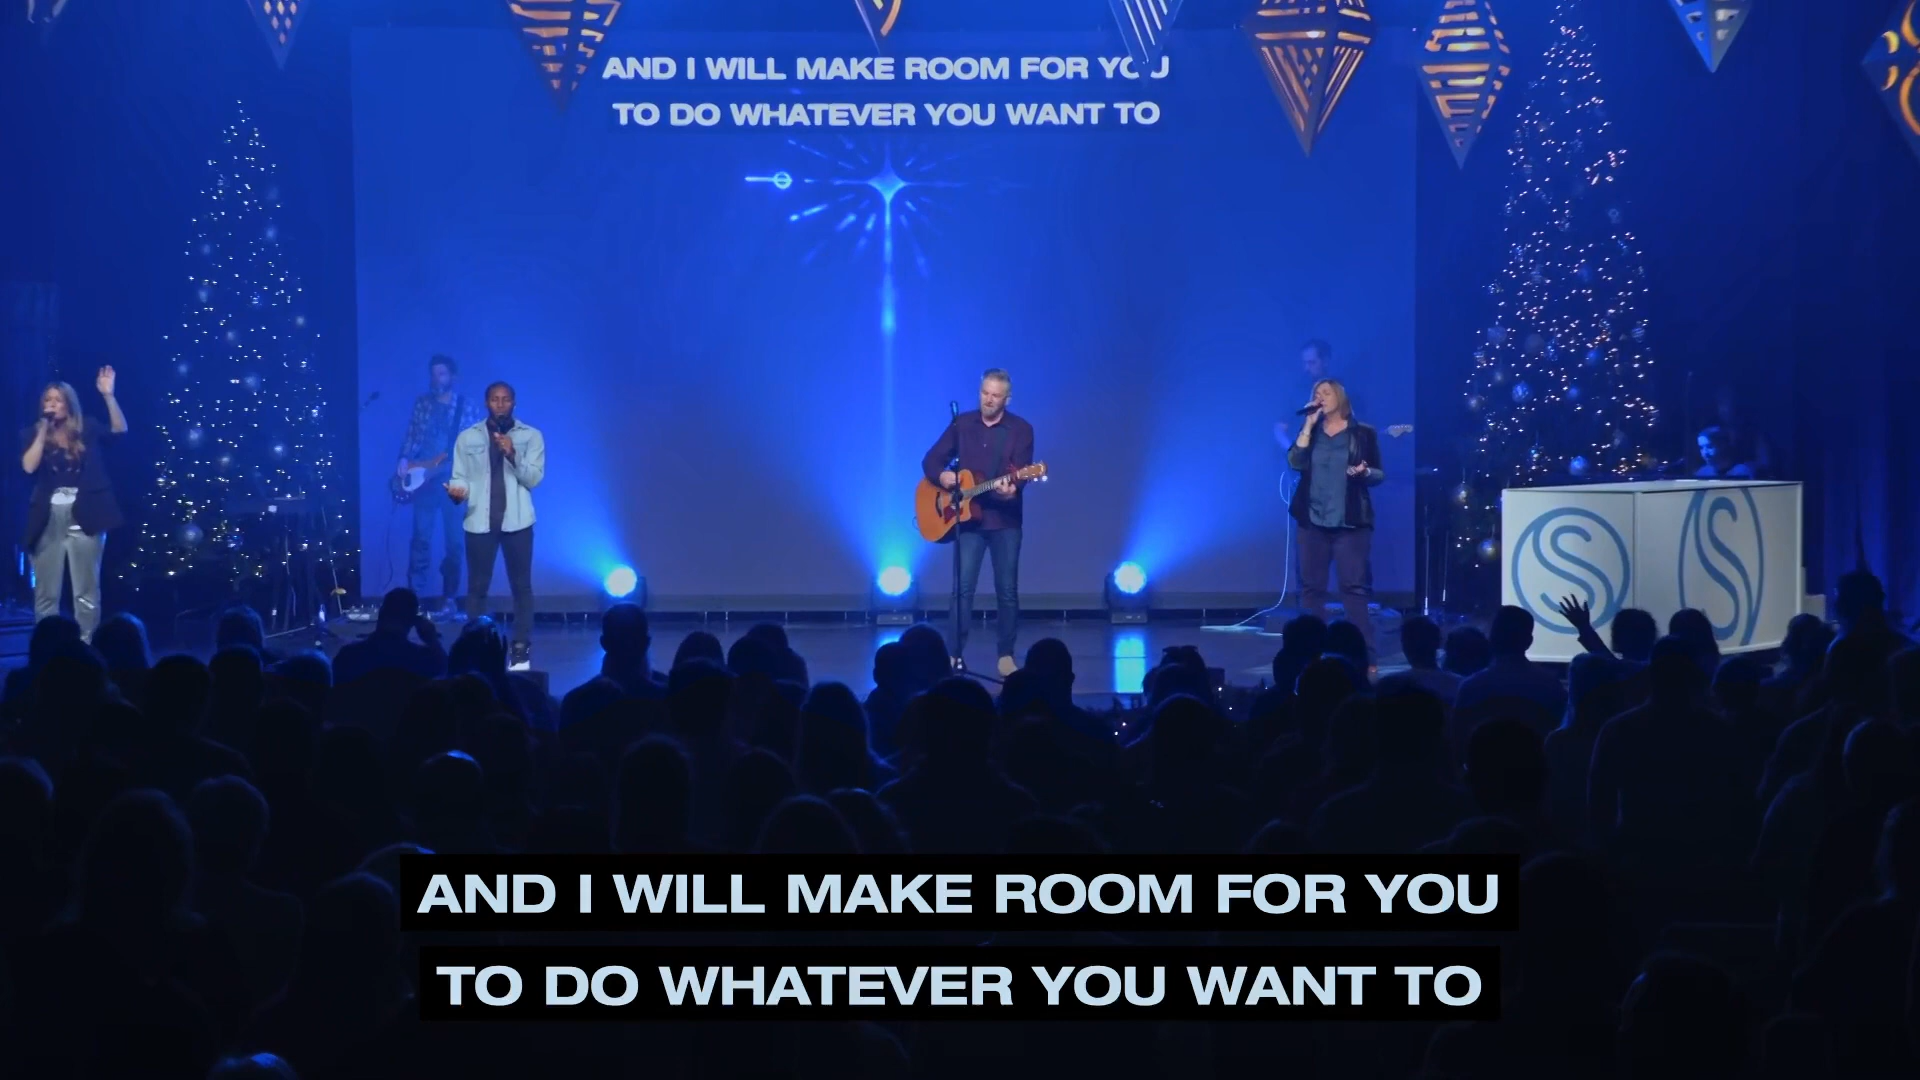 AND I WILL MAKE ROOM FOR YOU
TO DO WHATEVER YOU WANT TO
S S
AND I WILL MAKE ROOM FOR YOU
TO DO WHATEVER YOU WANT TO